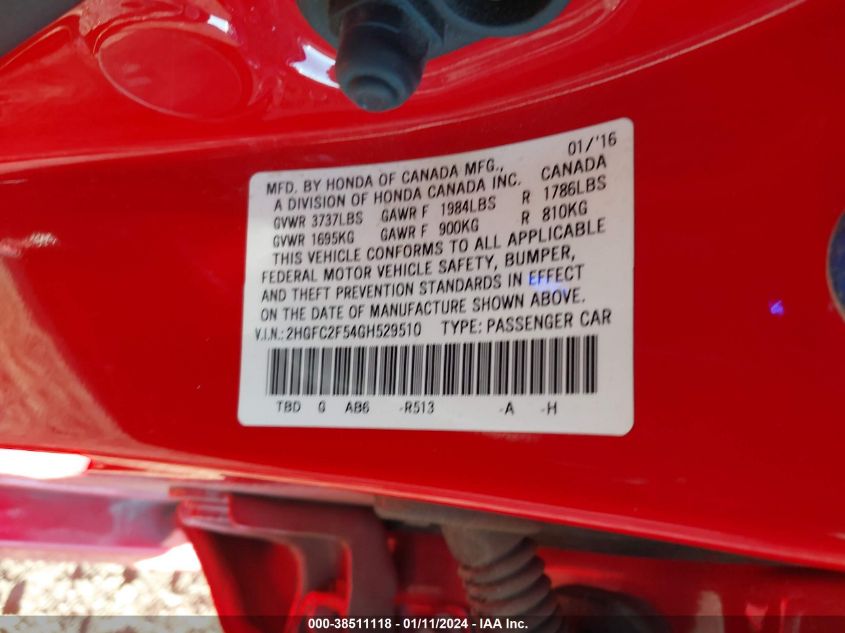 01/'16
MFD. BY HONDA OF CANADA MFG.,
A DIVISION OF HONDA CANADA INC. CANADA
GVWR 3737LBS GAWR F 1984LBS R 1786LBS
GVWR 1695KG GAWR F 900KG R 810KG
THIS VEHICLE CONFORMS TO ALL APPLICABLE
FEDERAL MOTOR VEHICLE SAFETY, BUMPER,
AND THEFT PREVENTION STANDARDS IN EFFECT
ON THE DATE OF MANUFACTURE SHOWN ABOVE.
V.I.N.: 2HGFC2F54GH529510 TYPE: PASSENGER CAR
TBD G AB6 -R513 -A -H
000-38511118 - 01/11/2024 - IAA Inc.